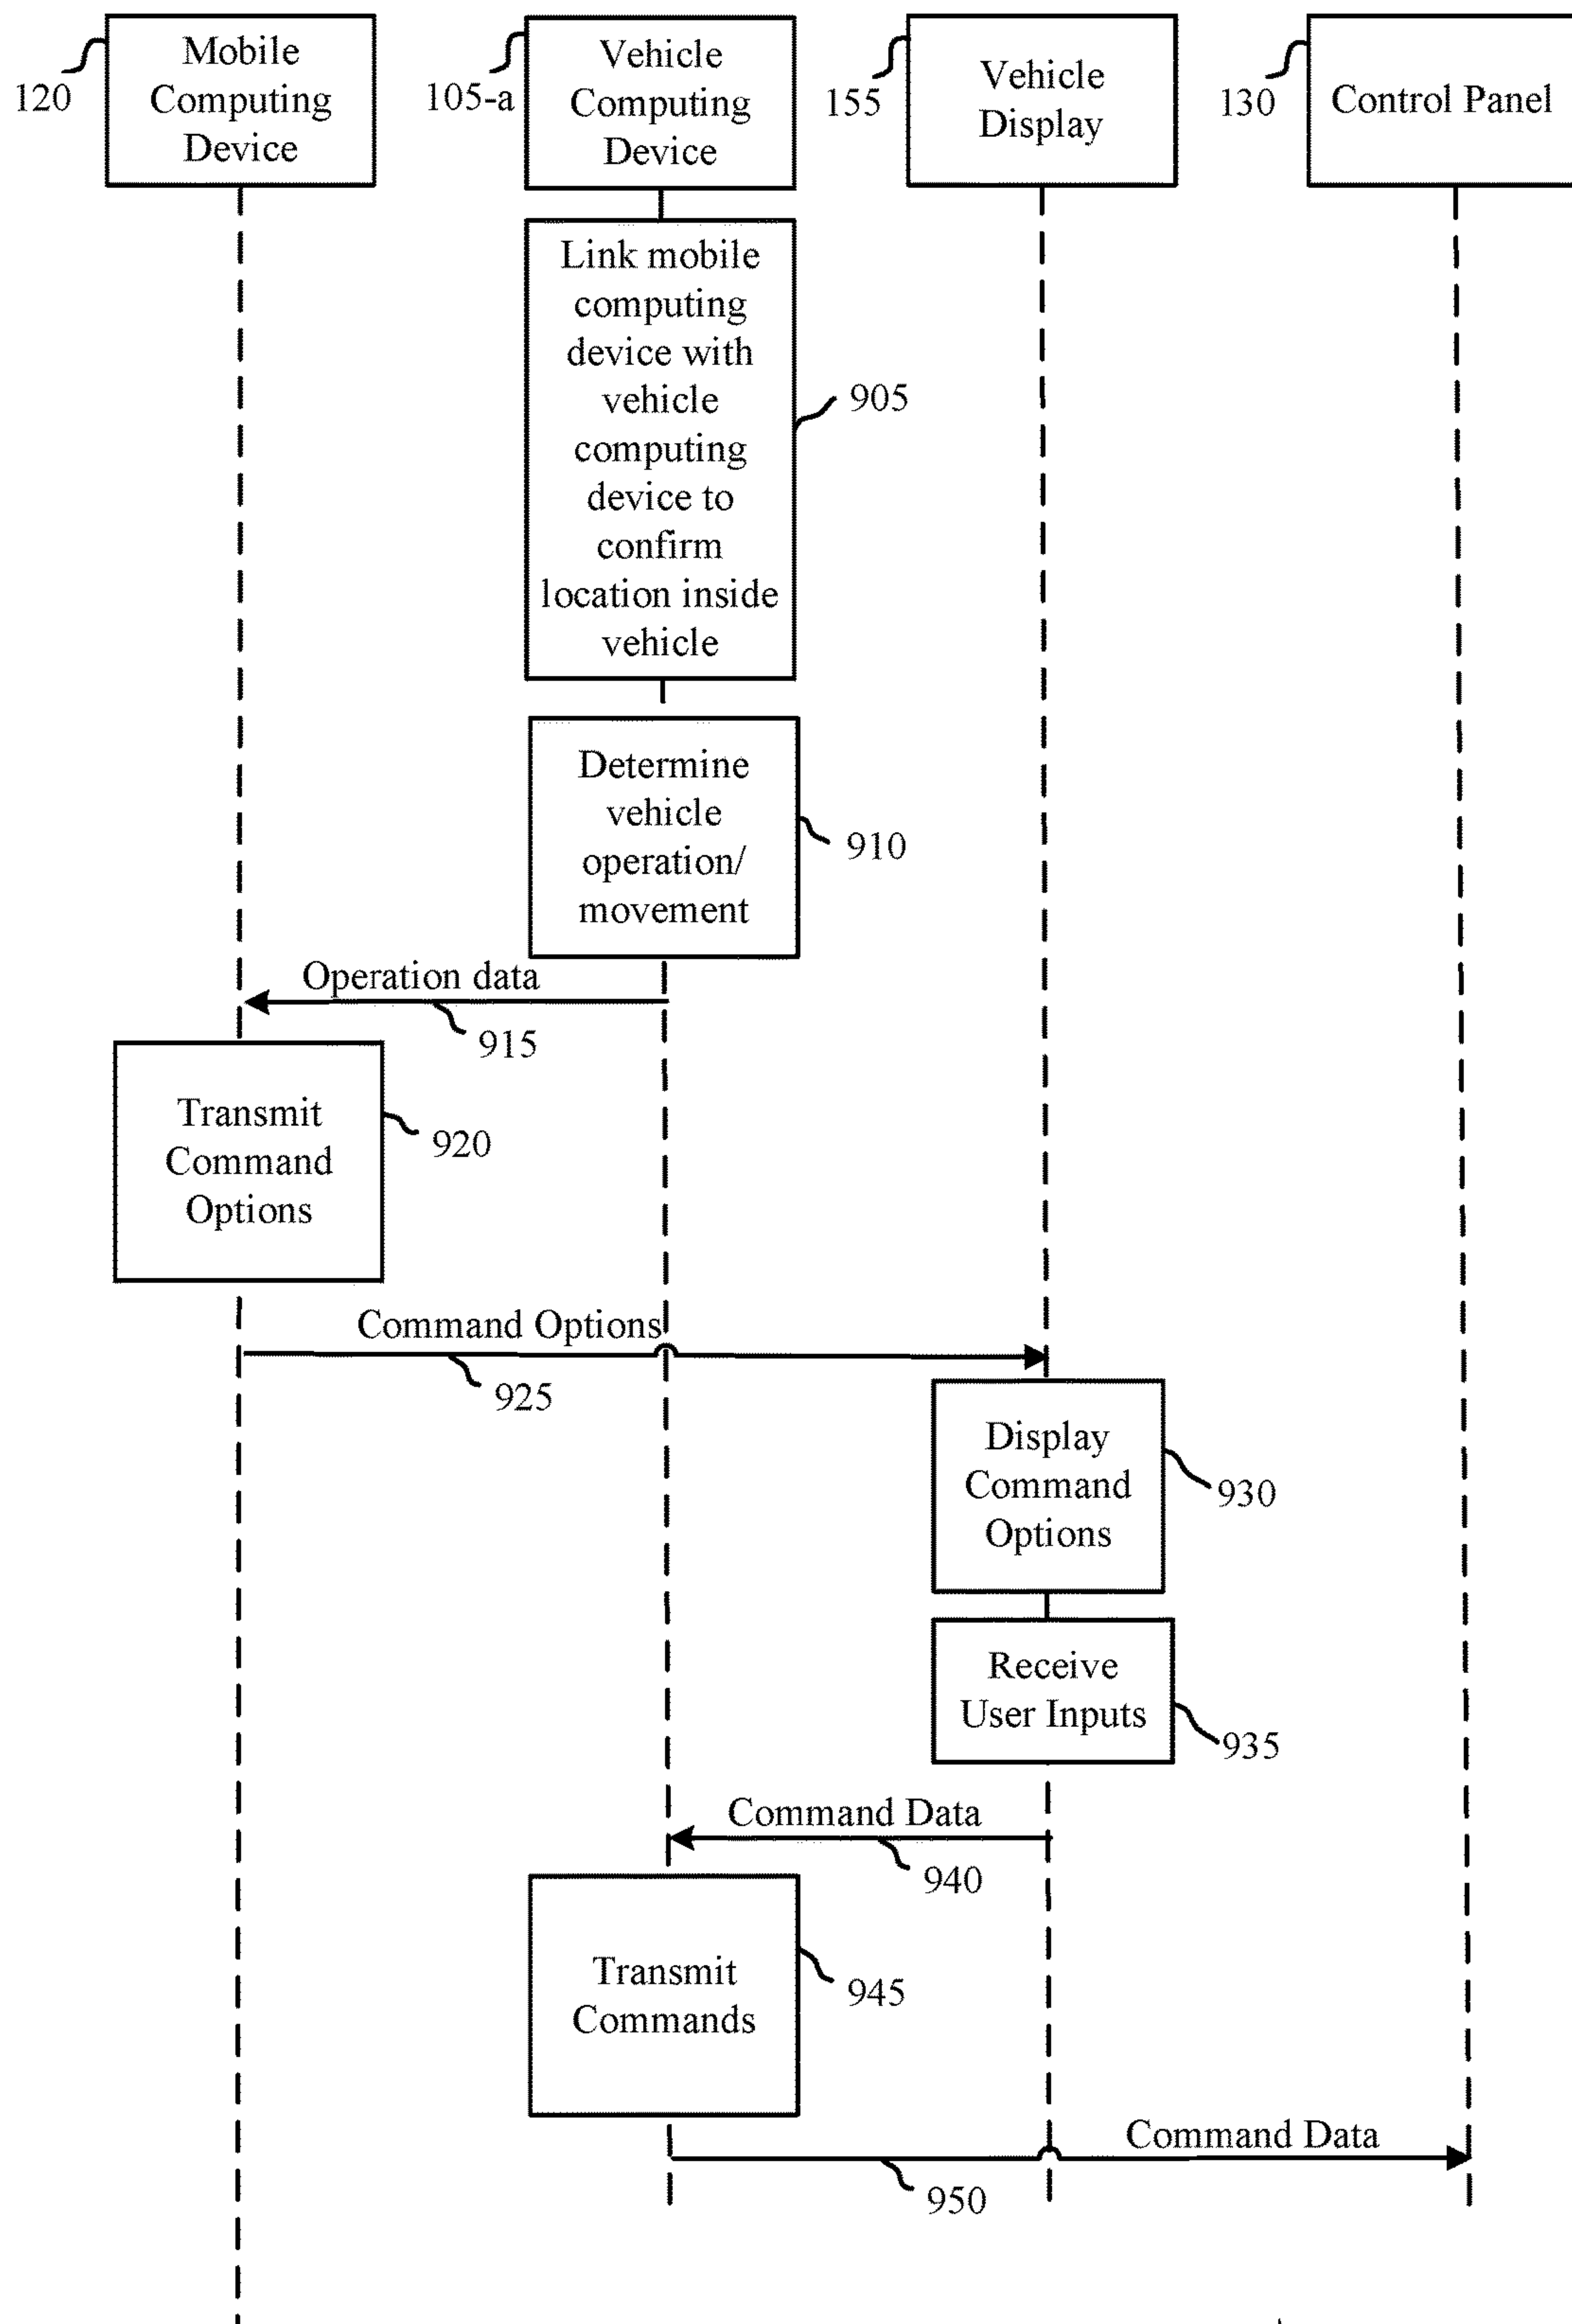 Mobile
Computing
Device
120
Vehicle
Computing
Device
105-a
Vehicle
Display
155
Control Panel
130
Link mobile
computing
device with
vehicle
computing
device to
confirm
location inside
vehicle
905
Determine
vehicle
operation/
movement
910
Operation data
915
Transmit
Command
Options
920
Command Options
925
Display
Command
Options
930
Receive
User Inputs
935
Command Data
940
Transmit
Commands
945
Command Data
950